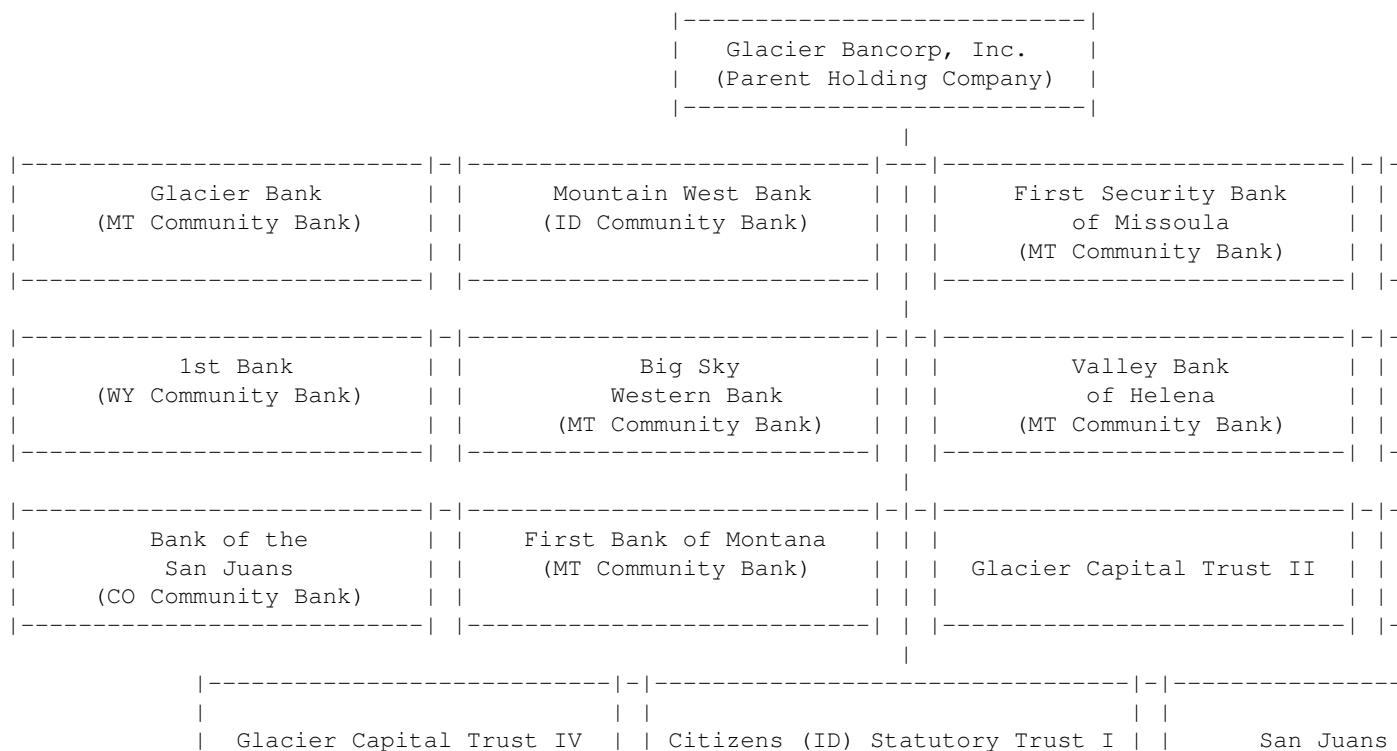 Glacier Bancorp, Inc.
(Parent Holding Company)
Glacier Bank Mountain West Bank First Security Bank
(MT Community Bank) (ID Community Bank) of Missoula
(MT Community Bank)
1st Bank Big Sky Valley Bank
(WY Community Bank) Western Bank of Helena
(MT Community Bank) (MT Community Bank)
Bank of the First Bank of Montana
San Juans (MT Community Bank) Glacier Capital Trust II
(CO Community Bank)
Glacier Capital Trust IV Citizens (ID) Statutory Trust I San Juans